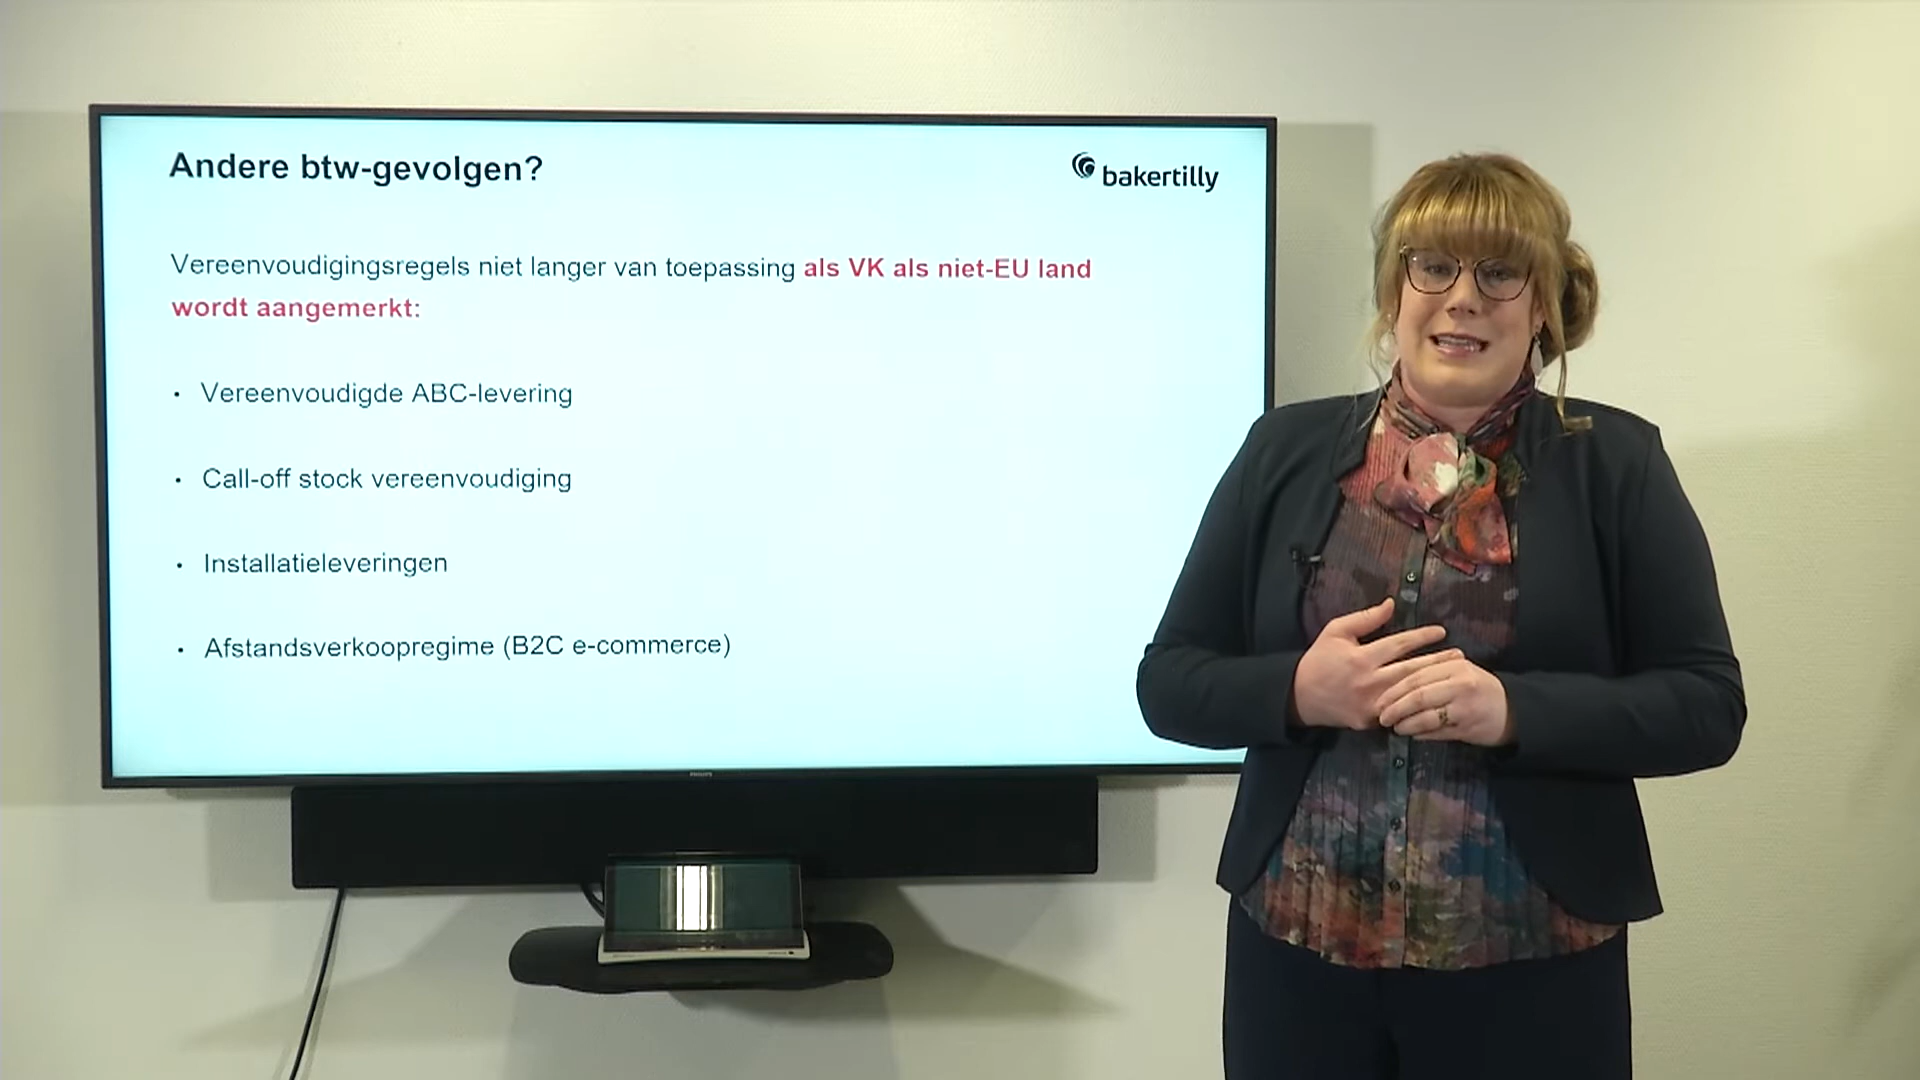 Andere btw-gevolgen?
bakertilly
Vereenvoudigingsregels niet langer van toepassing als VK als niet-EU land
wordt aangemerkt:
• Vereenvoudigde ABC-levering
• Call-off stock vereenvoudiging
• Installatieleveringen
• Afstandsverkoopregime (B2C e-commerce)
PHILIPS